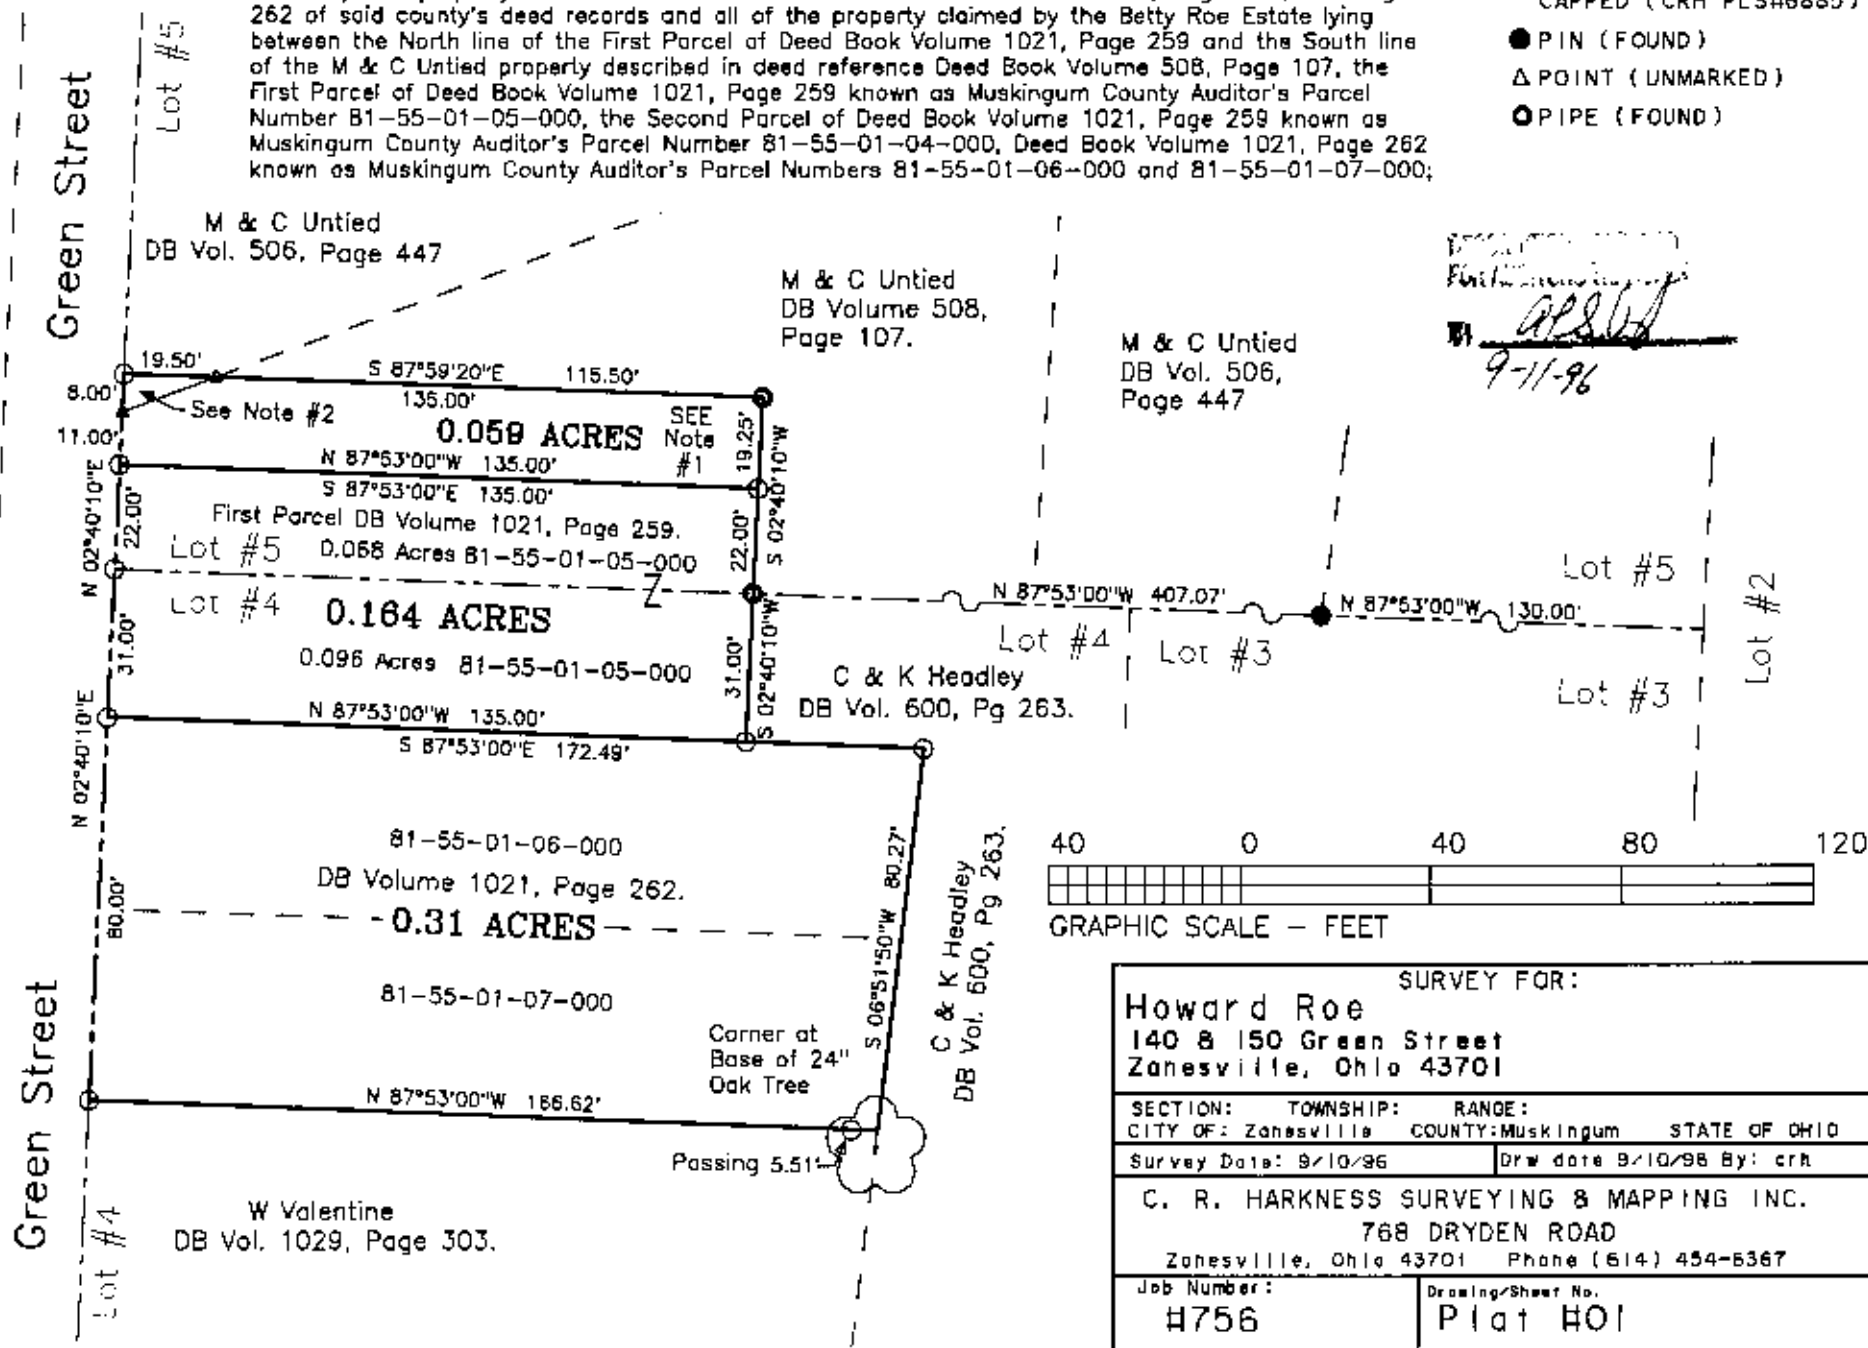 262 of said county's deed records and all of the property claimed by the Betty Roe Estate lying
between the North line of the First Parcel of Deed Book Volume 1021, Page 259 and the South line
of the M & C Untied property described in deed reference Deed Book Volume 508, Page 107, the
First Parcel of Deed Book Volume 1021, Page 259 known as Muskingum County Auditor's Parcel
Number 81-55-01-05-000, the Second Parcel of Deed Book Volume 1021, Page 259 known as
Muskingum County Auditor's Parcel Number 81-55-01-04-000, Deed Book Volume 1021, Page 262
known as Muskingum County Auditor's Parcel Numbers 81-55-01-06-000 and 81-55-01-07-000;
CAPPED (CRH PLS#6885)
PIN (FOUND)
POINT (UNMARKED)
PIPE (FOUND)
Green Street
Lot #5
M & C Untied
DB Vol. 506, Page 447
M & C Untied
DB Volume 508,
Page 107.
M & C Untied
DB Vol. 506,
Page 447
9-11-96
19.50'
S 87°59'20"E 115.50'
8.00'
135.00'
See Note #2
0.059 ACRES
SEE
Note
#1
19.25'
S 02°40'10"W
11.00'
N 87°53'00"W 135.00'
S 87°53'00"E 135.00'
N 02°40'10"E
22.00'
First Parcel DB Volume 1021, Page 259.
22.00'
Lot #5
0.068 Acres 81-55-01-05-000
Lot #4
0.164 ACRES
31.00'
0.096 Acres 81-55-01-05-000
31.00'
S 02°40'10"W
N 87°53'00"W 407.07'
N 87°53'00"W 130.00'
Lot #5
Lot #4
Lot #3
Lot #3
Lot #2
C & K Headley
DB Vol. 600, Pg 263.
N 87°53'00"W 135.00'
S 87°53'00"E 172.49'
N 02°40'10"E
80.00'
81-55-01-06-000
DB Volume 1021, Page 262.
0.31 ACRES
81-55-01-07-000
S 06°51'50"W 80.27'
C & K Headley
DB Vol. 600, Pg 263.
Corner at
Base of 24"
Oak Tree
N 87°53'00"W 166.62'
Passing 5.51'
Green Street
Lot #4
W Valentine
DB Vol. 1029, Page 303.
40 0 40 80 120
GRAPHIC SCALE - FEET
SURVEY FOR:
Howard Roe
140 & 150 Green Street
Zanesville, Ohio 43701
SECTION: TOWNSHIP: RANGE:
CITY OF: Zanesville COUNTY: Muskingum STATE OF OHIO
Survey Date: 9/10/96
Drw date 9/10/96 By: crh
C. R. HARKNESS SURVEYING & MAPPING INC.
768 DRYDEN ROAD
Zanesville, Ohio 43701 Phone (614) 454-6367
Job Number:
#756
Drawing/Sheet No.
Plat #01